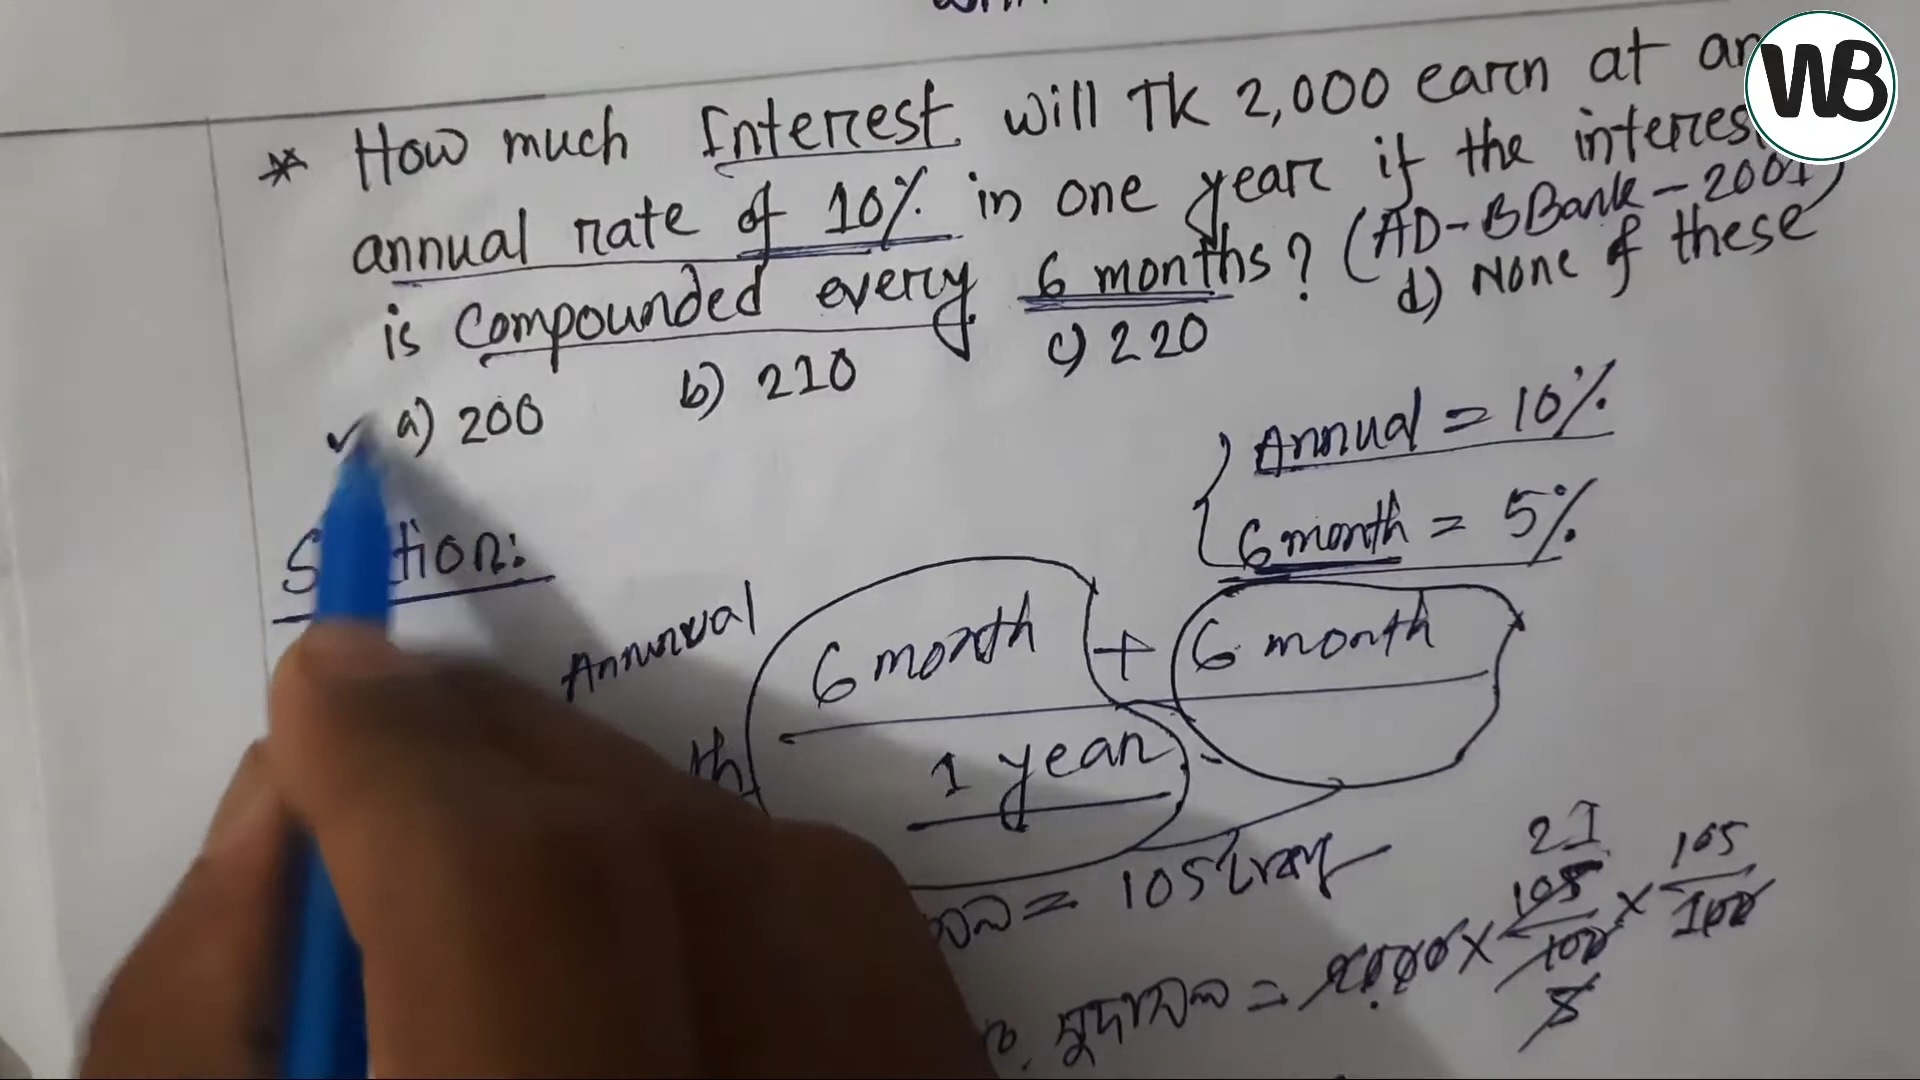 WB
* How much Interest will Tk 2,000 earn at an
annual rate of 10% in one year if the interest
is compounded every 6 months? (AD-BBank-2001)
a) 200 b) 210 c) 220 d) None of these
Annual = 10%
6 month = 5%
6 month + 6 month
1 year
= 105
21
= 2000 × 105/100 × 105/100
5